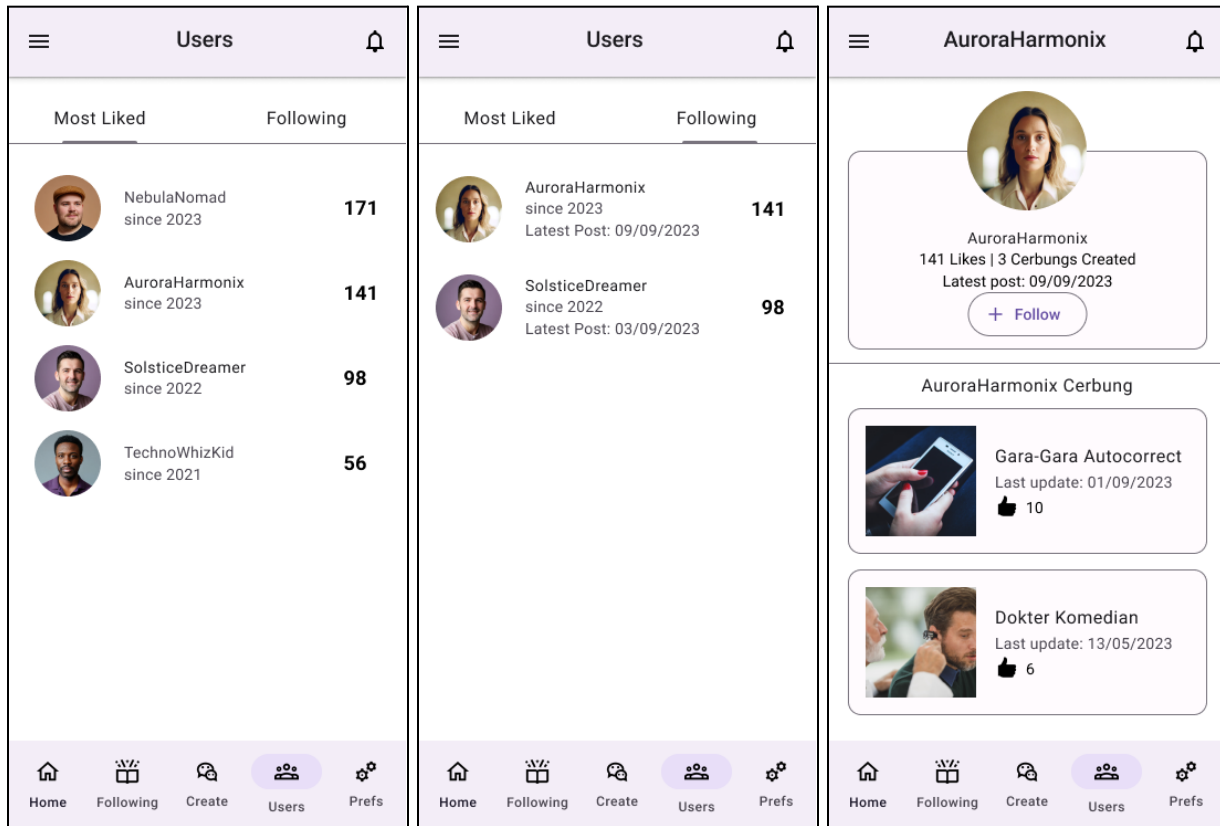 Users
Most Liked Following
NebulaNomad
since 2023
171
AuroraHarmonix
since 2023
141
SolsticeDreamer
since 2022
98
TechnoWhizKid
since 2021
56
Home Following Create Users Prefs
Users
Most Liked Following
AuroraHarmonix
since 2023
Latest Post: 09/09/2023
141
SolsticeDreamer
since 2022
Latest Post: 03/09/2023
98
Home Following Create Users Prefs
AuroraHarmonix
AuroraHarmonix
141 Likes | 3 Cerbungs Created
Latest post: 09/09/2023
+ Follow
AuroraHarmonix Cerbung
Gara-Gara Autocorrect
Last update: 01/09/2023
10
Dokter Komedian
Last update: 13/05/2023
6
Home Following Create Users Prefs